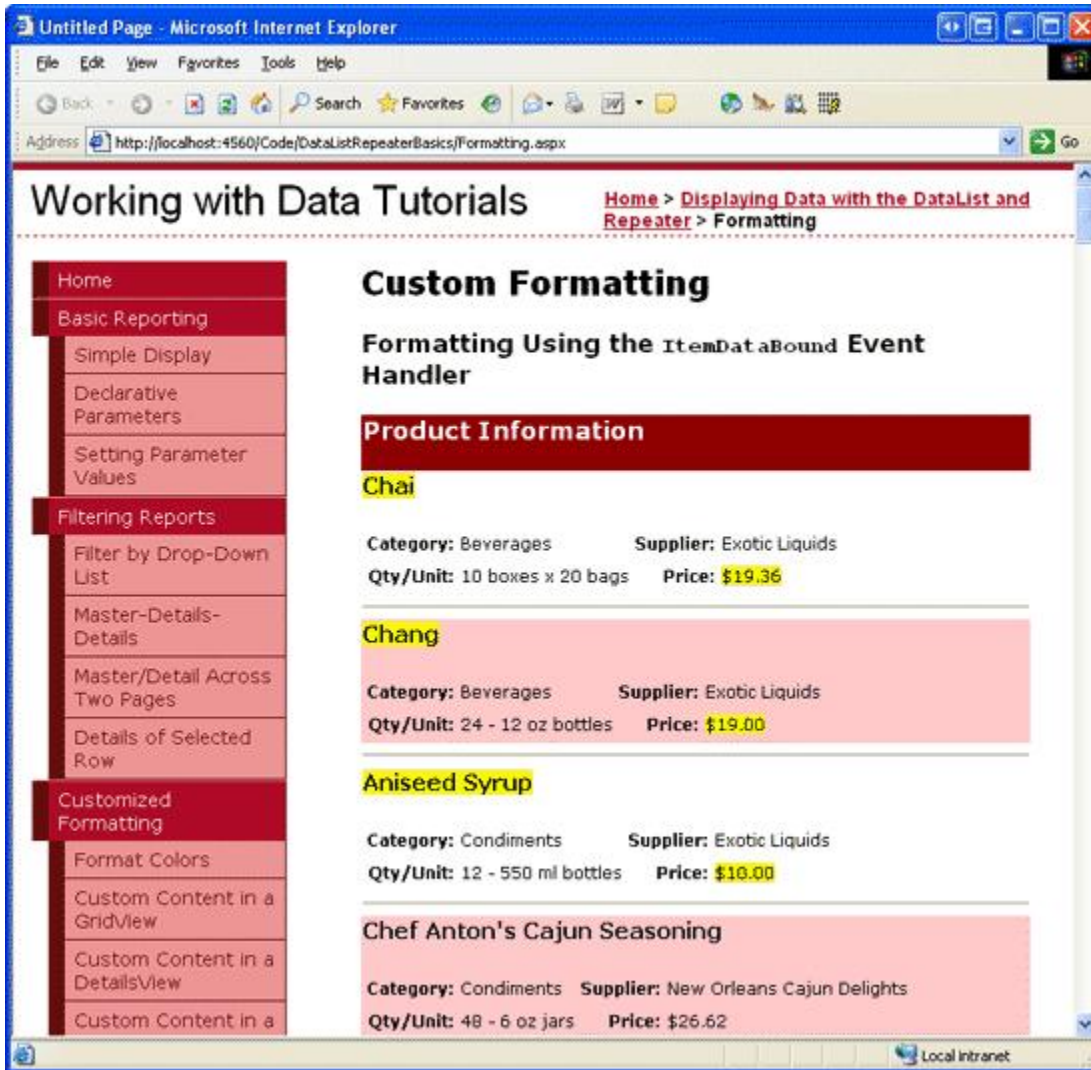 Untitled Page - Microsoft Internet Explorer
File Edit View Favorites Tools Help
Back Search Favorites
Address http://localhost:4560/Code/DataListRepeaterBasics/Formatting.aspx Go
Working with Data Tutorials
Home > Displaying Data with the DataList and
Repeater > Formatting
Home
Basic Reporting
Simple Display
Declarative
Parameters
Setting Parameter
Values
Filtering Reports
Filter by Drop-Down
List
Master-Details-
Details
Master/Detail Across
Two Pages
Details of Selected
Row
Customized
Formatting
Format Colors
Custom Content in a
GridView
Custom Content in a
DetailsView
Custom Content in a
Custom Formatting
Formatting Using the ItemDataBound Event
Handler
Product Information
Chai
Category: Beverages Supplier: Exotic Liquids
Qty/Unit: 10 boxes x 20 bags Price: $19.36
Chang
Category: Beverages Supplier: Exotic Liquids
Qty/Unit: 24 - 12 oz bottles Price: $19.00
Aniseed Syrup
Category: Condiments Supplier: Exotic Liquids
Qty/Unit: 12 - 550 ml bottles Price: $10.00
Chef Anton's Cajun Seasoning
Category: Condiments Supplier: New Orleans Cajun Delights
Qty/Unit: 48 - 6 oz jars Price: $26.62
Local intranet